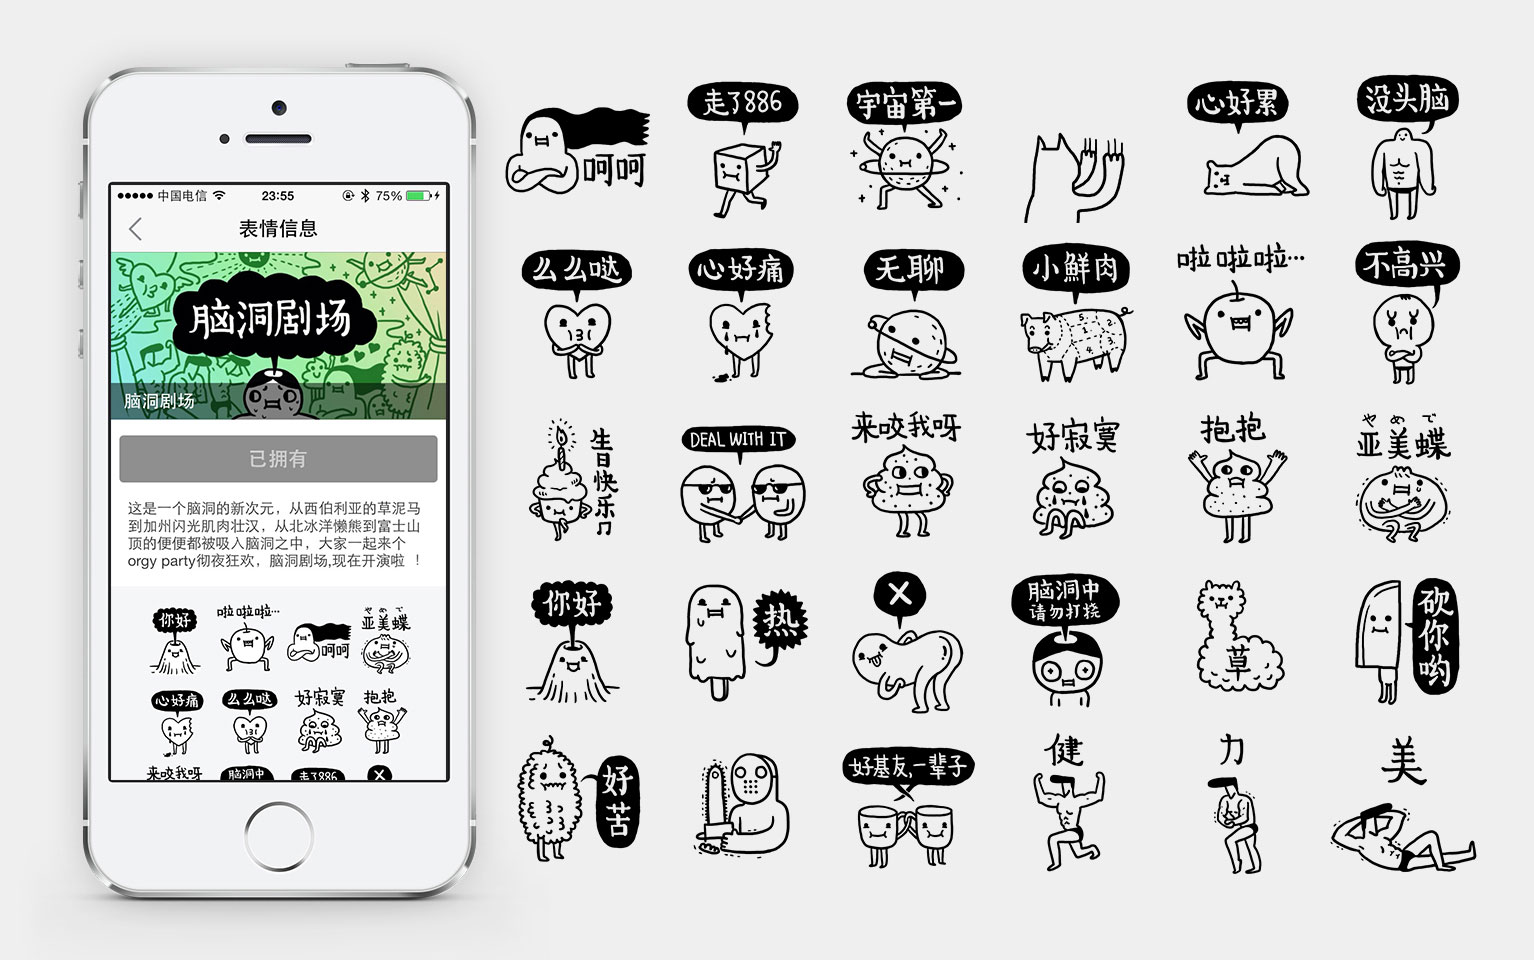 中国电信
23:55
75%
表情信息
脑洞剧场
脑洞剧场
已拥有
这是一个脑洞的新次元，从西伯利亚的草泥马
到加州闪光肌肉壮汉，从北冰洋懒熊到富士山
顶的便便都被吸入脑洞之中，大家一起来个
orgy party彻夜狂欢，脑洞剧场,现在开演啦 ！
你好
啦啦啦…
呵呵
やめで
亚美蝶
心好痛
么么哒
好寂寞
抱抱
来咬我呀
脑洞中
走了886
X
呵呵
走了886
宇宙第一
心好累
没头脑
么么哒
心好痛
无聊
小鲜肉
5.
1.
2.
3.
4.
啦啦啦…
不高兴
生日快乐♫
DEAL WITH IT
来咬我呀
好寂寞
抱抱
やめで
亚美蝶
你好
热
X
脑洞中
请勿打挠
草
砍你哟
好苦
好基友,一辈子
健
力
美